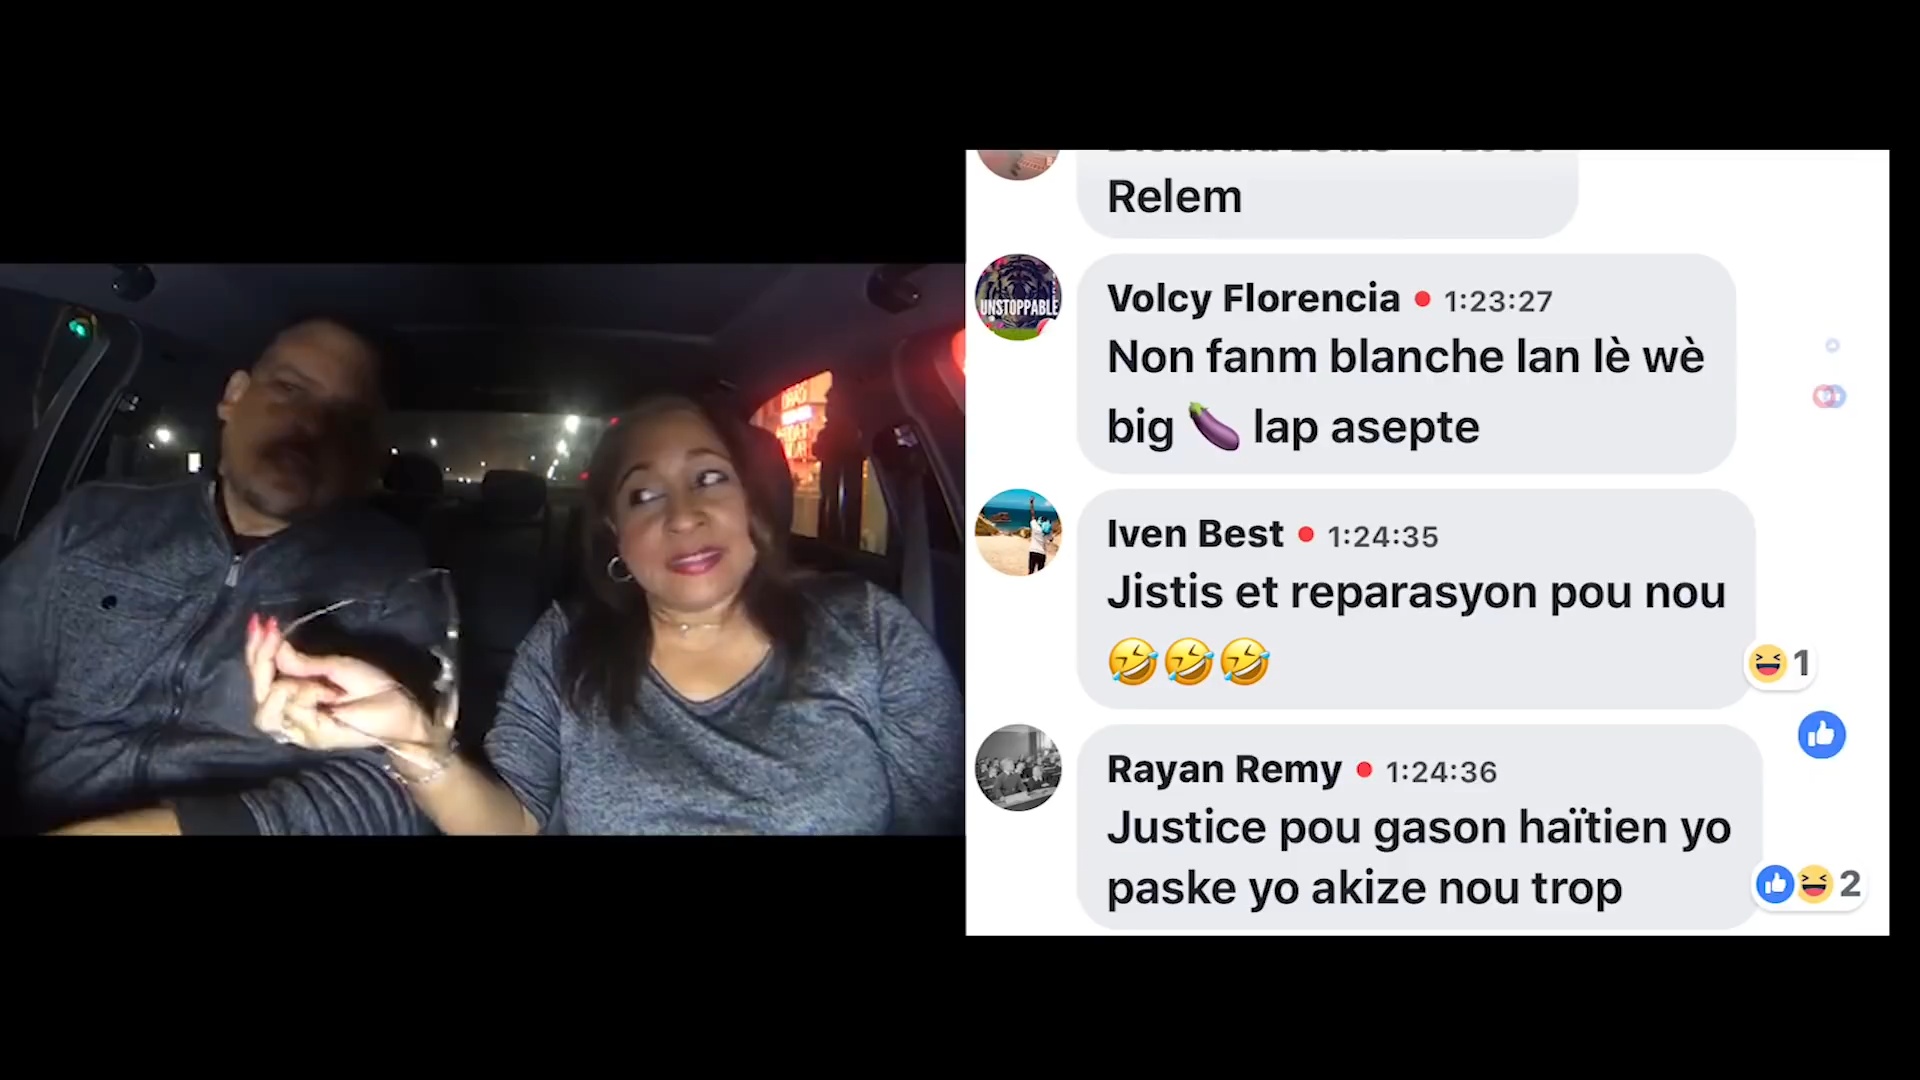 Relem
UNSTOPPABLE
Volcy Florencia • 1:23:27
Non fanm blanche lan lè wè
big 🍆 lap asepte
Iven Best • 1:24:35
Jistis et reparasyon pou nou
🤣🤣🤣
1
Rayan Remy • 1:24:36
Justice pou gason haïtien yo
paske yo akize nou trop
2